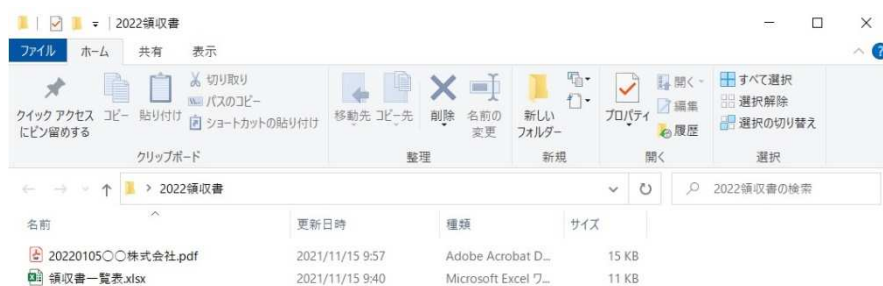 2022領収書
ファイル ホーム 共有 表示
クイック アクセス
にピン留めする
コピー
貼り付け
切り取り
パスのコピー
ショートカットの貼り付け
クリップボード
移動先
コピー先
削除
名前の
変更
整理
新しい
フォルダー
新規
プロパティ
開く
編集
履歴
開く
すべて選択
選択解除
選択の切り替え
選択
2022領収書
2022領収書の検索
名前 更新日時 種類 サイズ
20220105〇〇株式会社.pdf 2021/11/15 9:57 Adobe Acrobat D... 15 KB
領収書一覧表.xlsx 2021/11/15 9:40 Microsoft Excel ワ... 11 KB